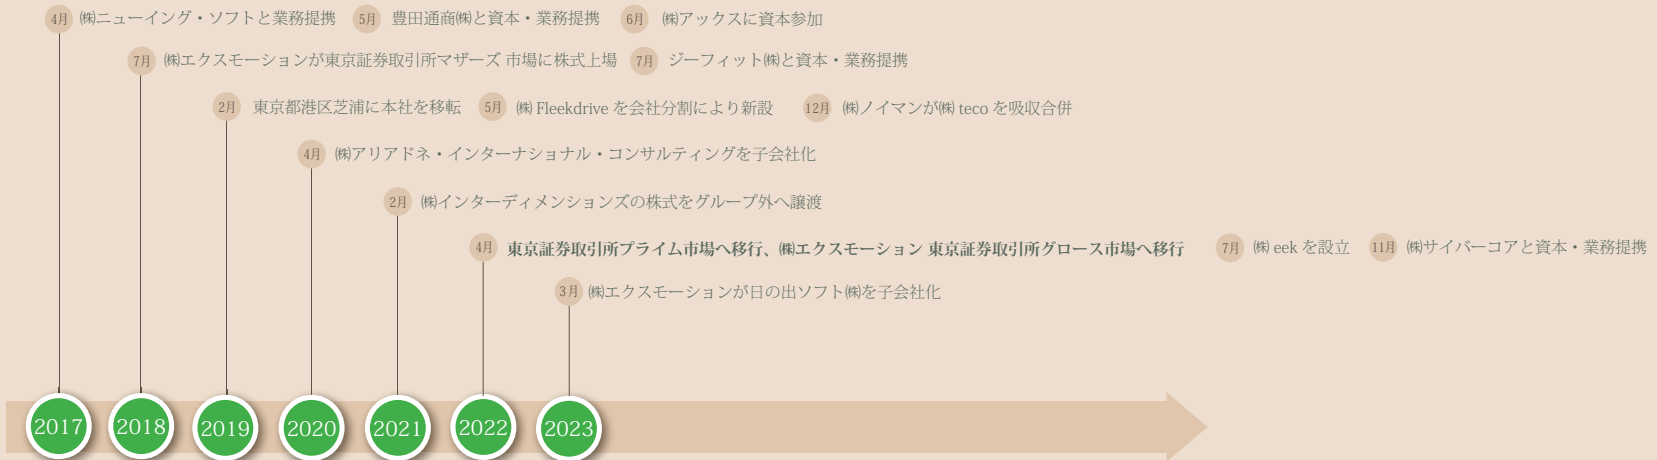 4月 ㈱ニューイング・ソフトと業務提携 5月 豊田通商㈱と資本・業務提携 6月 ㈱アックスに資本参加
7月 ㈱エクスモーションが東京証券取引所マザーズ 市場に株式上場 7月 ジーフィット㈱と資本・業務提携
2月 東京都港区芝浦に本社を移転 5月 ㈱ Fleekdrive を会社分割により新設 12月 ㈱ノイマンが㈱ teco を吸収合併
4月 ㈱アリアドネ・インターナショナル・コンサルティングを子会社化
2月 ㈱インターディメンションズの株式をグループ外へ譲渡
4月 東京証券取引所プライム市場へ移行、㈱エクスモーション 東京証券取引所グロース市場へ移行 7月 ㈱ eek を設立 11月 ㈱サイバーコアと資本・業務提携
3月 ㈱エクスモーションが日の出ソフト㈱を子会社化
2017 2018 2019 2020 2021 2022 2023